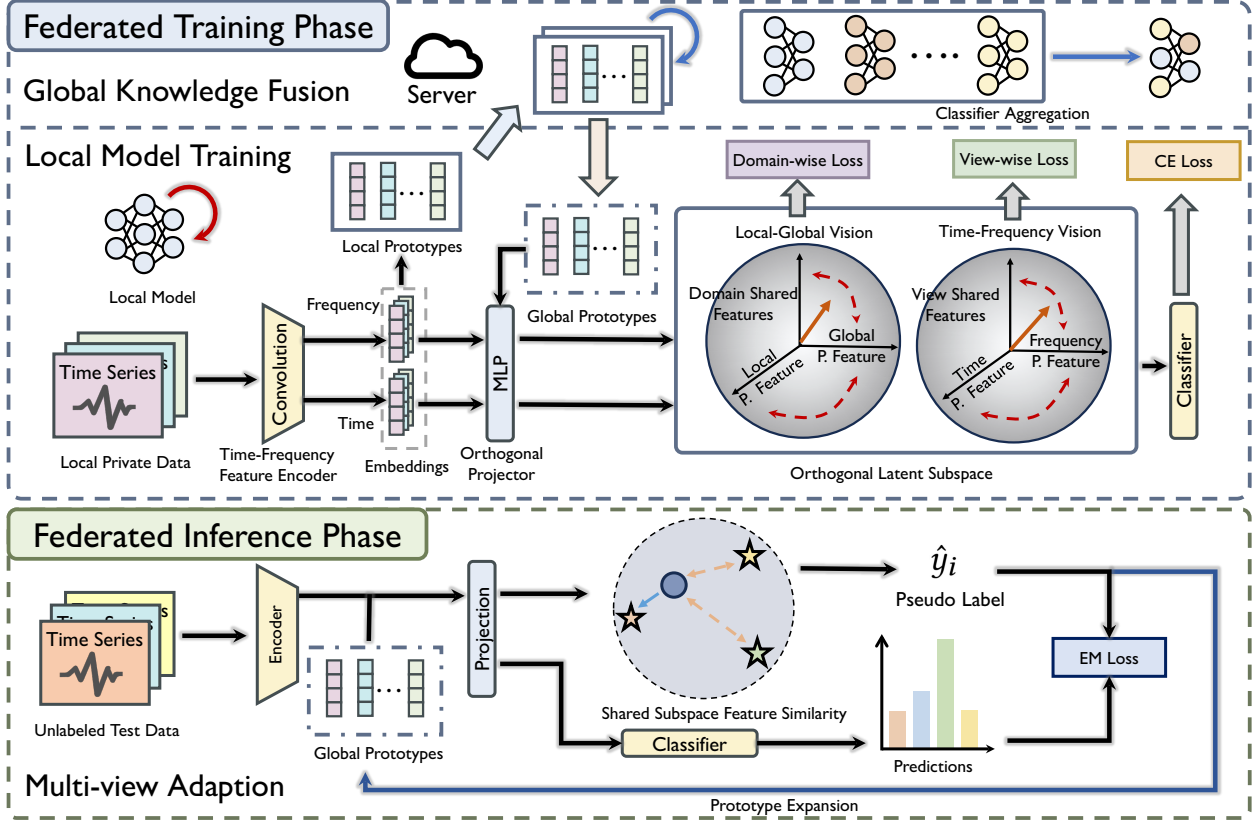 Federated Training Phase
Global Knowledge Fusion
Server
Classifier Aggregation
Local Model Training
Domain-wise Loss
View-wise Loss
CE Loss
Local Prototypes
Local Model
Global Prototypes
Local-Global Vision
Time-Frequency Vision
Domain Shared
Features
Global
P. Feature
Local
P. Feature
View Shared
Features
Frequency
P. Feature
Time
P. Feature
Time Series
Local Private Data
Convolution
Time-Frequency
Feature Encoder
Frequency
Time
Embeddings
MLP
Orthogonal
Projector
Classifier
Orthogonal Latent Subspace
Federated Inference Phase
Time Series
Unlabeled Test Data
Encoder
Global Prototypes
Projection
Shared Subspace Feature Similarity
Classifier
ŷi
Pseudo Label
Predictions
EM Loss
Multi-view Adaption
Prototype Expansion